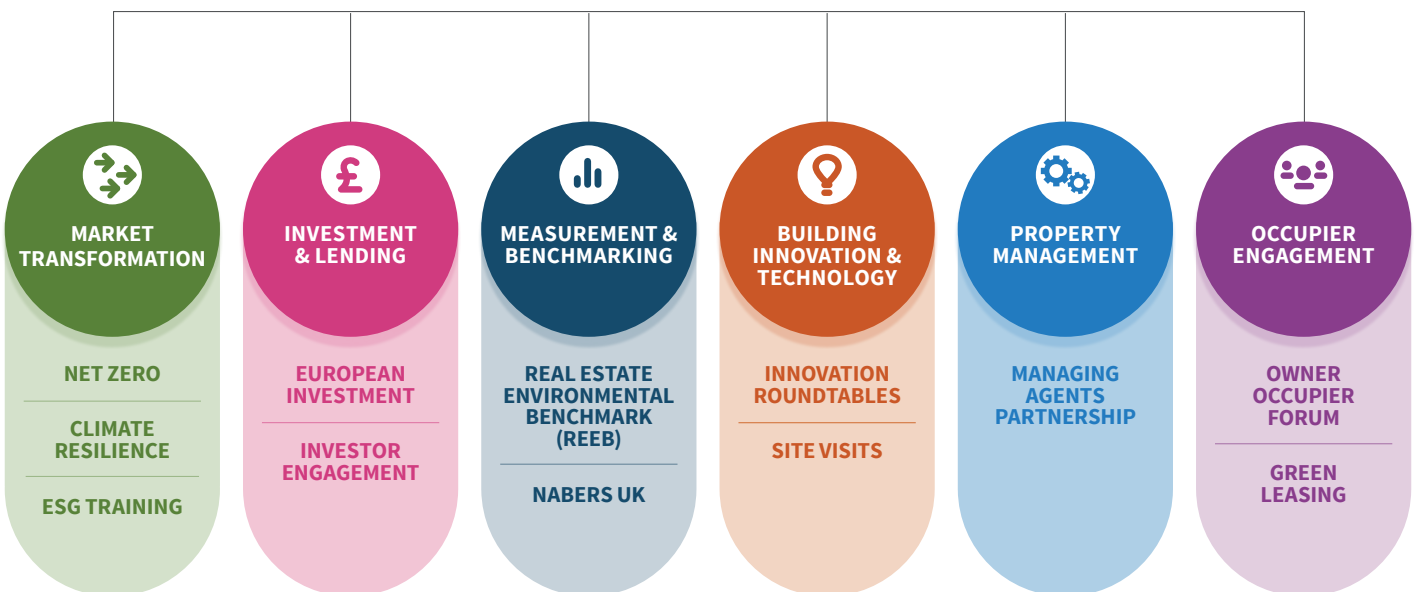 MARKET
TRANSFORMATION
NET ZERO
CLIMATE
RESILIENCE
ESG TRAINING
£
INVESTMENT
& LENDING
EUROPEAN
INVESTMENT
INVESTOR
ENGAGEMENT
MEASUREMENT &
BENCHMARKING
REAL ESTATE
ENVIRONMENTAL
BENCHMARK
(REEB)
NABERS UK
BUILDING
INNOVATION &
TECHNOLOGY
INNOVATION
ROUNDTABLES
SITE VISITS
PROPERTY
MANAGEMENT
MANAGING
AGENTS
PARTNERSHIP
OCCUPIER
ENGAGEMENT
OWNER
OCCUPIER
FORUM
GREEN
LEASING